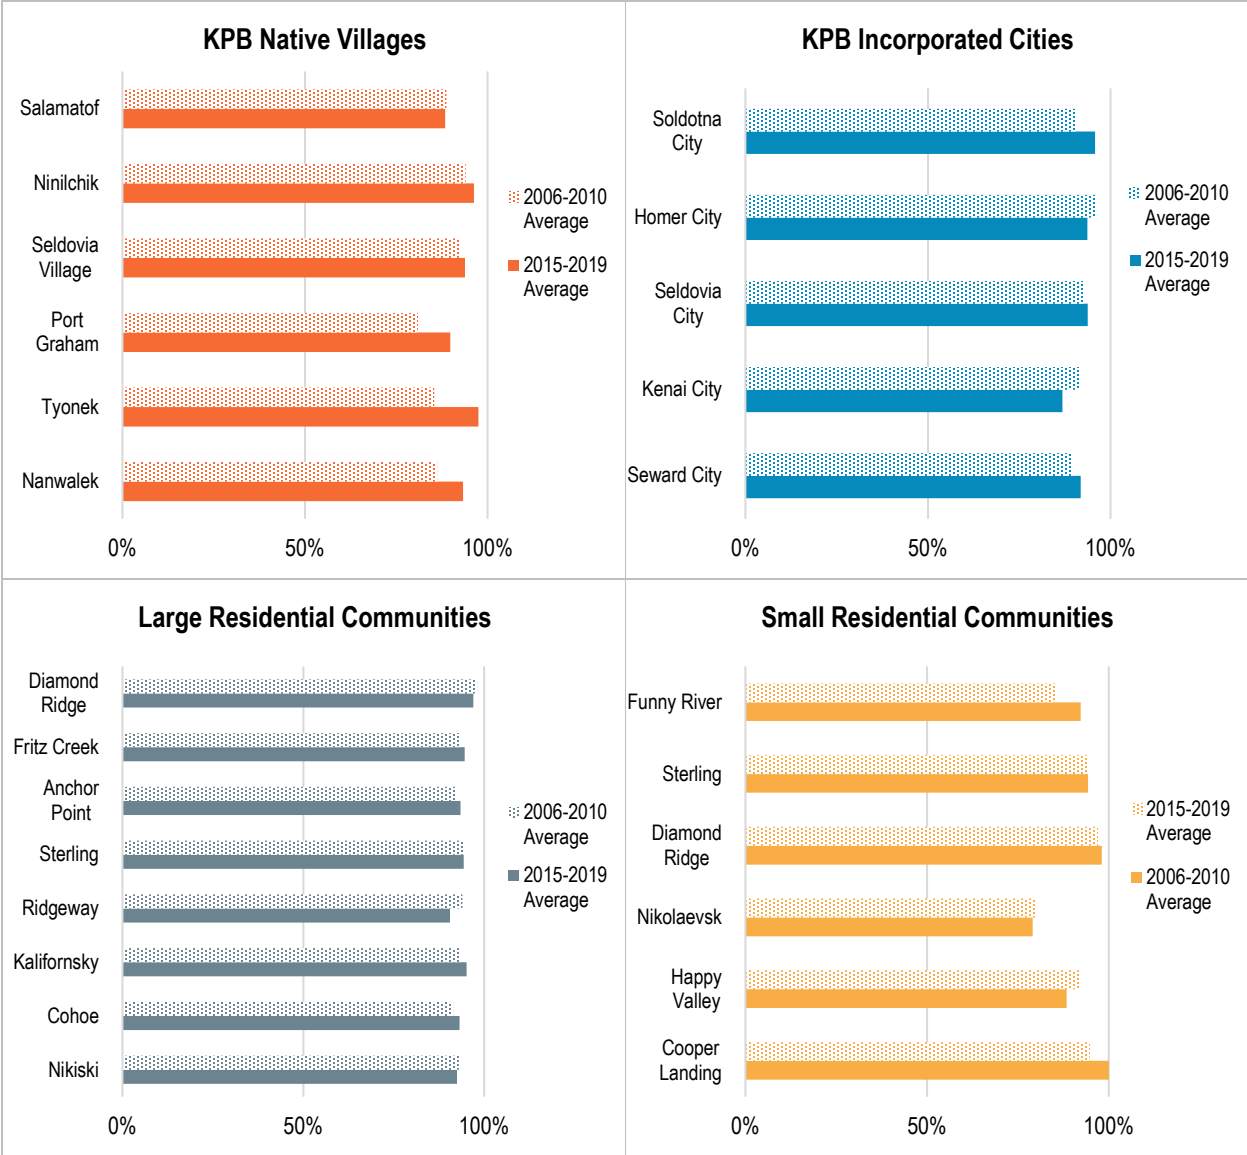 KPB Native Villages
Salamatof
Ninilchik
Seldovia
Village
Port
Graham
Tyonek
Nanwalek
0%
50%
100%
2006-2010
Average
2015-2019
Average
KPB Incorporated Cities
Soldotna
City
Homer City
Seldovia
City
Kenai City
Seward City
0%
50%
100%
2006-2010
Average
2015-2019
Average
Large Residential Communities
Diamond
Ridge
Fritz Creek
Anchor
Point
Sterling
Ridgeway
Kalifornsky
Cohoe
Nikiski
0%
50%
100%
2006-2010
Average
2015-2019
Average
Small Residential Communities
Funny River
Sterling
Diamond
Ridge
Nikolaevsk
Happy
Valley
Cooper
Landing
0%
50%
100%
2015-2019
Average
2006-2010
Average